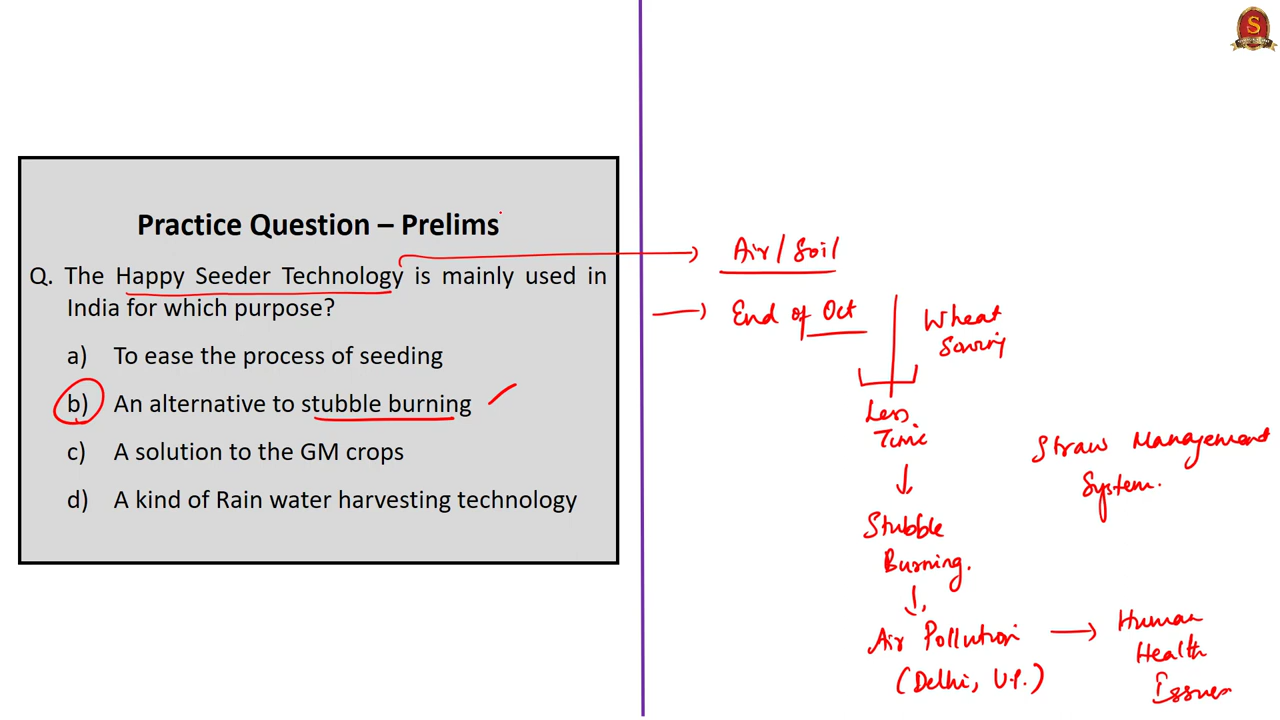 S
Practice Question – Prelims
Q. The Happy Seeder Technology is mainly used in
India for which purpose?
a) To ease the process of seeding
b) An alternative to stubble burning
c) A solution to the GM crops
d) A kind of Rain water harvesting technology
Air/Soil
End of Oct
Wheat
Sowing
Less
Time
Stubble
Burning.
Air Pollution
(Delhi, U.P.)
Human
Health
Issues
Straw Management
System.